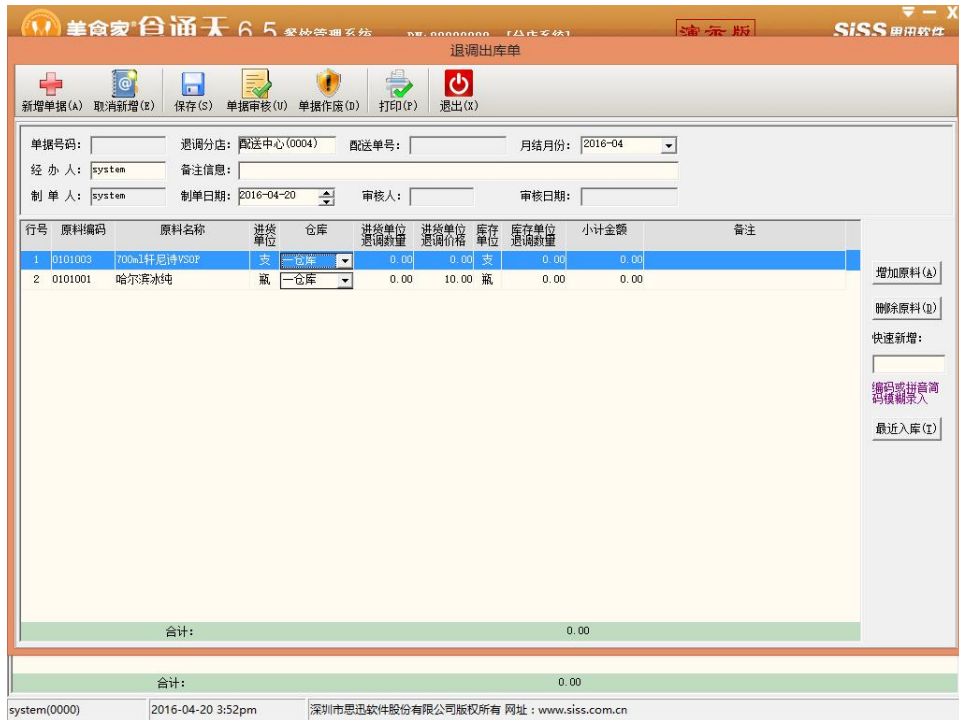 美食家 食通天 6.5 餐饮管理系统
演示版
SiSS 思迅软件
退调出库单
新增单据(A) 取消新增(E) 保存(S) 单据审核(U) 单据作废(D) 打印(P) 退出(X)
单据号码: 退调分店: 配送中心(0004) 配送单号: 月结月份: 2016-04
经 办 人: system 备注信息:
制 单 人: system 制单日期: 2016-04-20 审核人: 审核日期:
行号 原料编码 原料名称 进货单位 仓库 进货单位退调数量 进货单位退调价格 库存单位 库存单位退调数量 小计金额 备注
1 0101003 700ml轩尼诗VSOP 支 一仓库 0.00 0.00 支 0.00 0.00
2 0101001 哈尔滨冰纯 瓶 一仓库 0.00 10.00 瓶 0.00 0.00
增加原料(A)
删除原料(D)
快速新增:
编码或拼音简
码模糊录入
最近入库(I)
合计: 0.00
合计: 0.00
system(0000) 2016-04-20 3:52pm 深圳市思迅软件股份有限公司版权所有 网址:www.siss.com.cn